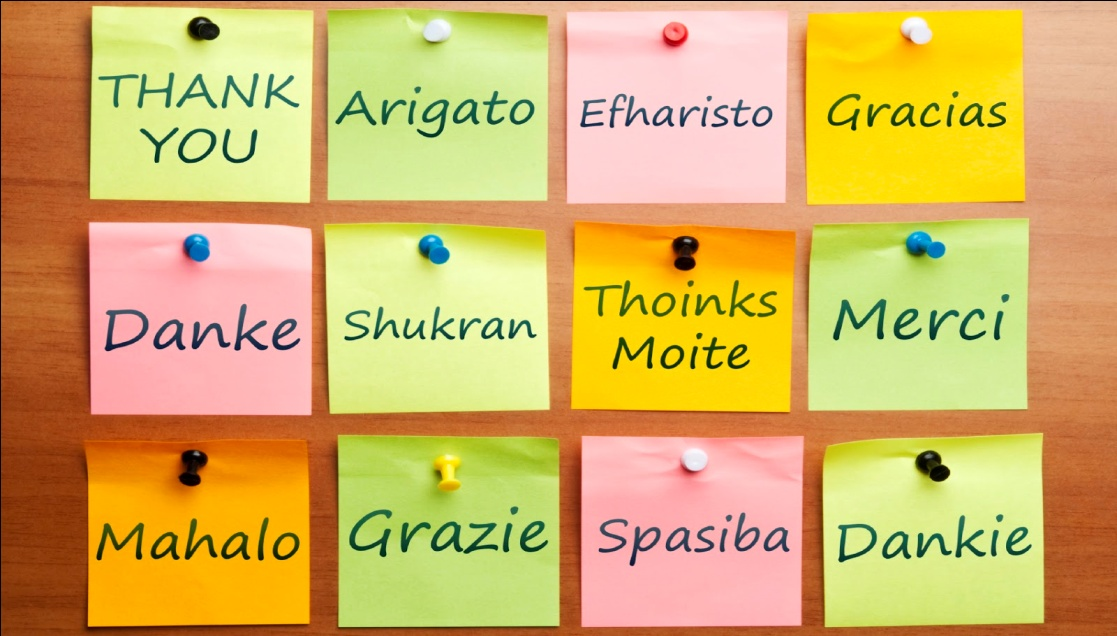 THANK
YOU
Arigato
Efharisto
Gracias
Danke
Shukran
Thoinks
Moite
Merci
Mahalo
Grazie
Spasiba
Dankie